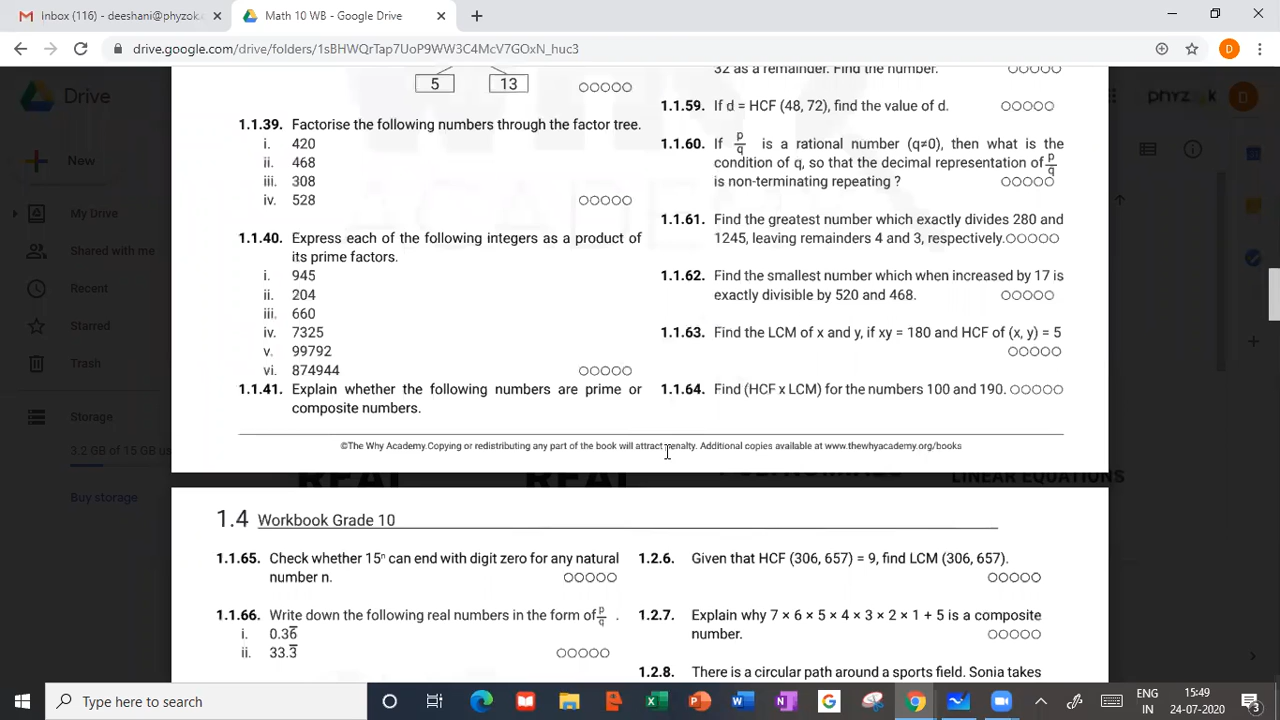 Inbox (116) - deeshani@phyzok
Math 10 WB - Google Drive
drive.google.com/drive/folders/1sBHWQrTap7UoP9WW3C4McV7GOxN_huc3
D
Drive
New
My Drive
Shared with me
Recent
Starred
Trash
Storage
3.2 GB of 15 GB us
Buy storage
5 13
1.1.39. Factorise the following numbers through the factor tree.
i. 420
ii. 468
iii. 308
iv. 528
1.1.40. Express each of the following integers as a product of
its prime factors.
i. 945
ii. 204
iii. 660
iv. 7325
v. 99792
vi. 874944
1.1.41. Explain whether the following numbers are prime or
composite numbers.
32 as a remainder. Find the number.
1.1.59. If d = HCF (48, 72), find the value of d.
1.1.60. If p/q is a rational number (q≠0), then what is the
condition of q, so that the decimal representation of p/q
is non-terminating repeating ?
1.1.61. Find the greatest number which exactly divides 280 and
1245, leaving remainders 4 and 3, respectively.
1.1.62. Find the smallest number which when increased by 17 is
exactly divisible by 520 and 468.
1.1.63. Find the LCM of x and y, if xy = 180 and HCF of (x, y) = 5
1.1.64. Find (HCF x LCM) for the numbers 100 and 190.
©The Why Academy.Copying or redistributing any part of the book will attract penalty. Additional copies available at www.thewhyacademy.org/books
REAL REAL LINEAR EQUATIONS
1.4 Workbook Grade 10
1.1.65. Check whether 15ⁿ can end with digit zero for any natural
number n.
1.1.66. Write down the following real numbers in the form of p/q .
i. 0.36̅
ii. 33.3̅
1.2.6. Given that HCF (306, 657) = 9, find LCM (306, 657).
1.2.7. Explain why 7 × 6 × 5 × 4 × 3 × 2 × 1 + 5 is a composite
number.
1.2.8. There is a circular path around a sports field. Sonia takes
D
Type here to search
ENG
IN
15:49
24-07-2020
3